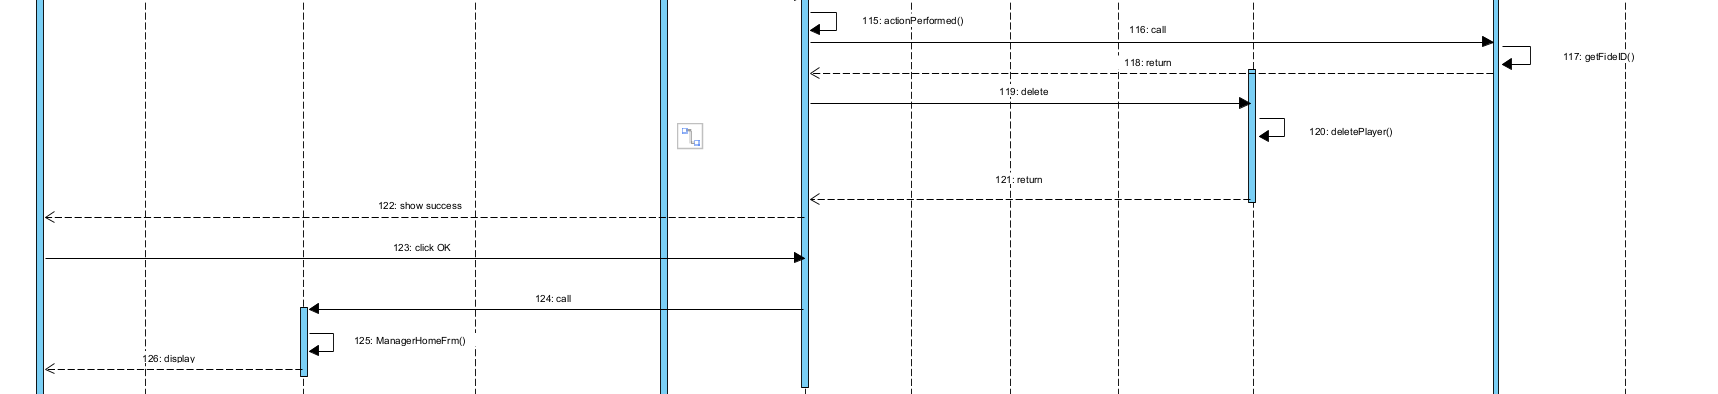 115: actionPerformed()
116: call
117: getFideID()
118: return
119: delete
120: deletePlayer()
121: return
122: show success
123: click OK
124: call
125: ManagerHomeFrm()
126: display